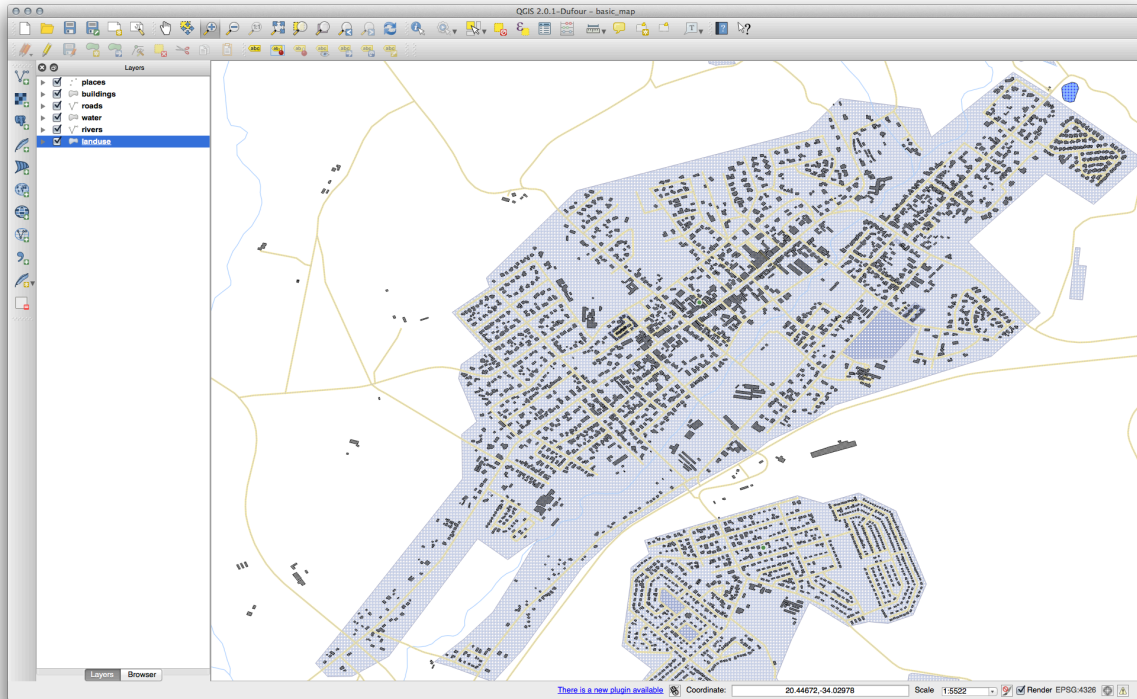 QGIS 2.0.1-Dufour - basic_map
Layers
places
buildings
roads
water
rivers
landuse
Layers
Browser
There is a new plugin available
Coordinate:
20.44672,-34.02978
Scale
1:5522
Render
EPSG:4326